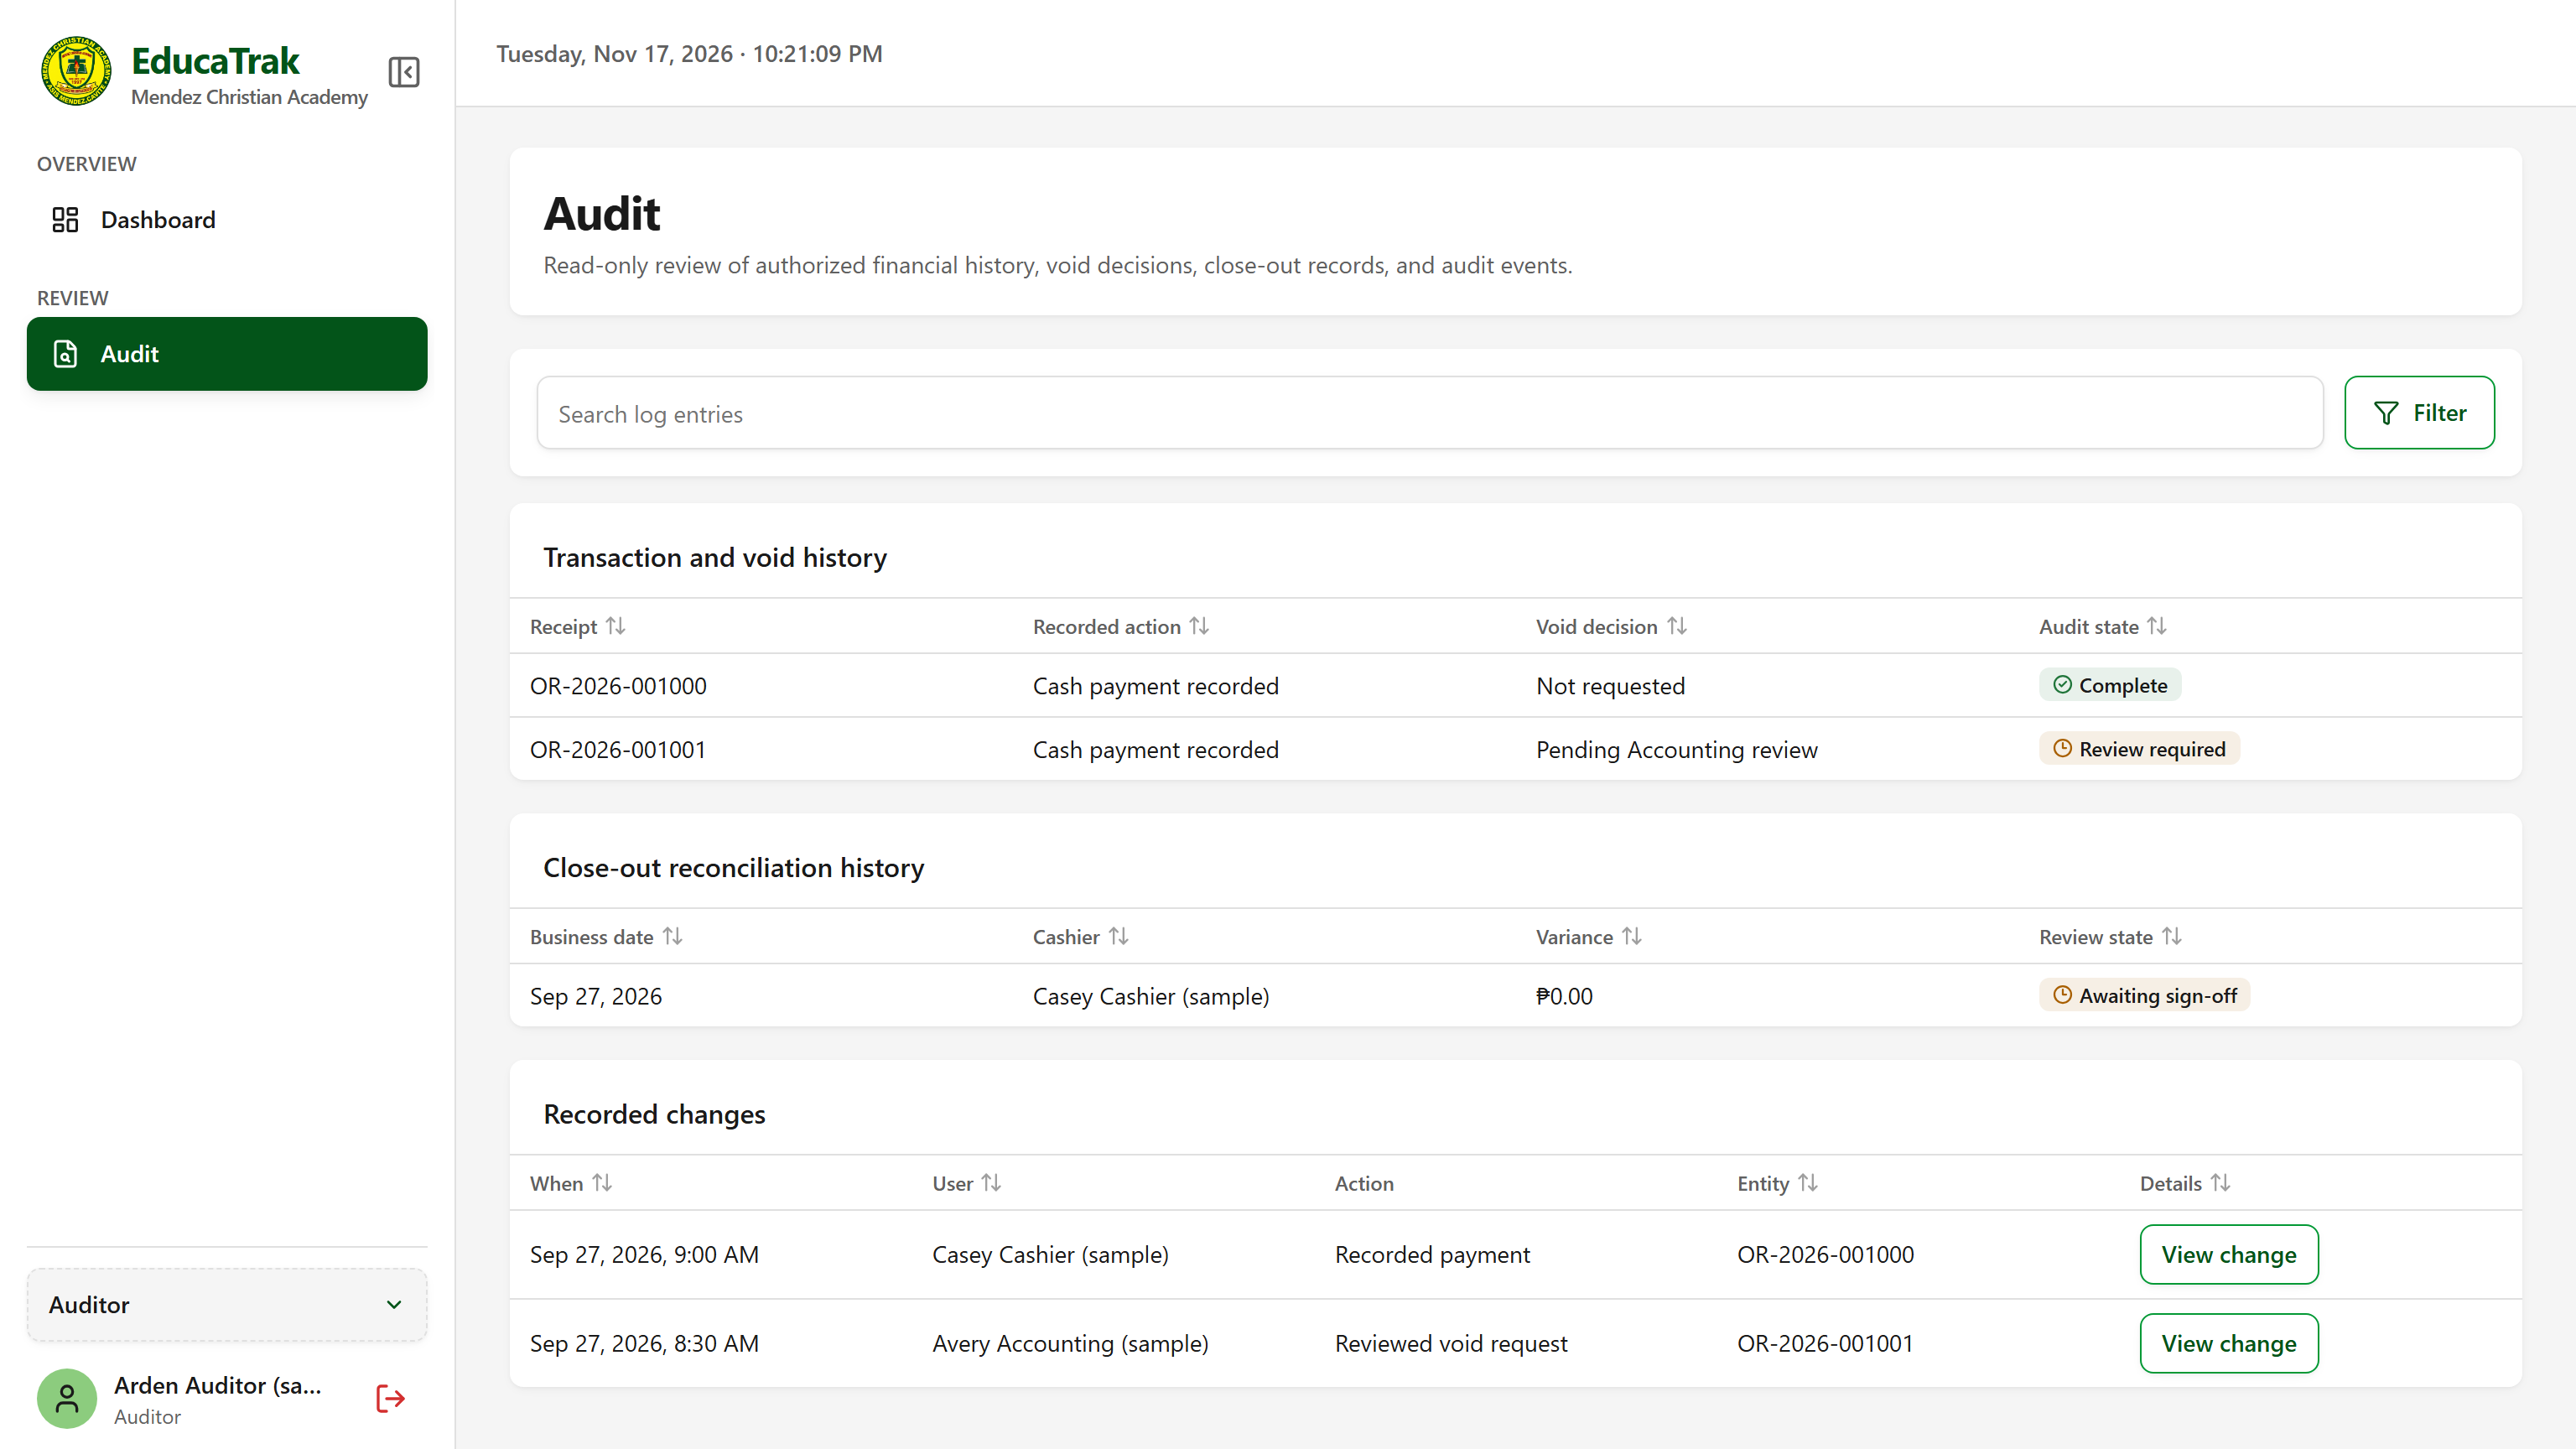 EducaTrak
Mendez Christian Academy
Tuesday, Nov 17, 2026 · 10:21:09 PM
OVERVIEW
Dashboard
REVIEW
Audit
Audit
Read-only review of authorized financial history, void decisions, close-out records, and audit events.
Search log entries
Filter
Transaction and void history
Receipt Recorded action Void decision Audit state
OR-2026-001000 Cash payment recorded Not requested Complete
OR-2026-001001 Cash payment recorded Pending Accounting review Review required
Close-out reconciliation history
Business date Cashier Variance Review state
Sep 27, 2026 Casey Cashier (sample) ₱0.00 Awaiting sign-off
Recorded changes
When User Action Entity Details
Sep 27, 2026, 9:00 AM Casey Cashier (sample) Recorded payment OR-2026-001000 View change
Sep 27, 2026, 8:30 AM Avery Accounting (sample) Reviewed void request OR-2026-001001 View change
Auditor
Arden Auditor (sa...
Auditor